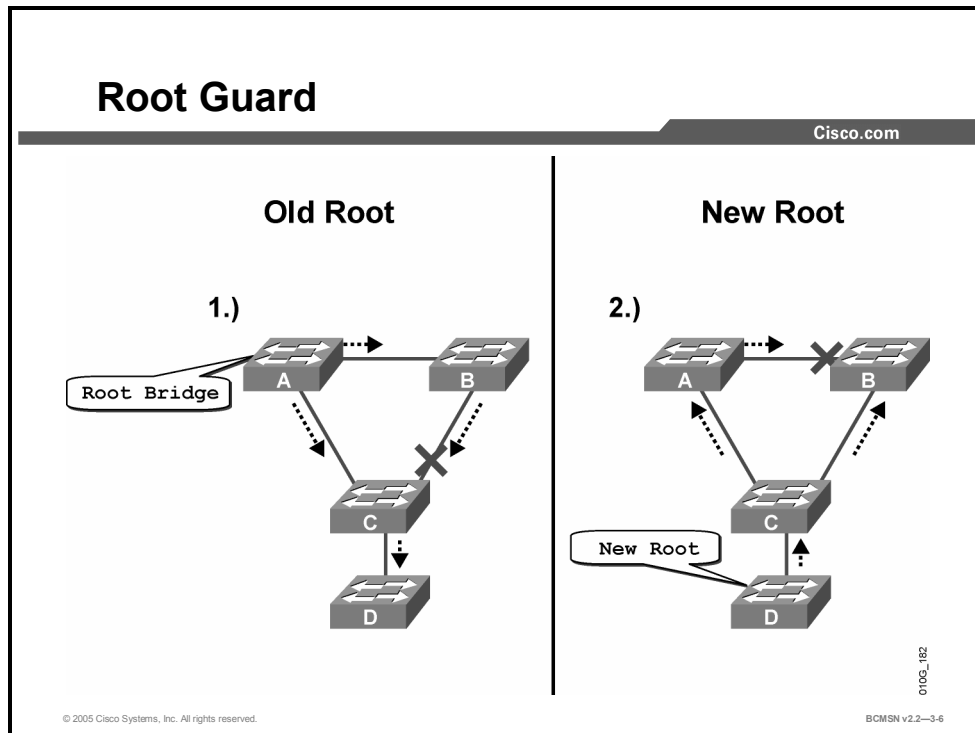 Root Guard
Cisco.com
Old Root
1.)
A
B
Root Bridge
C
D
New Root
2.)
A
B
C
New Root
D
010G_182
© 2005 Cisco Systems, Inc. All rights reserved.
BCMSN v2.2—3-6